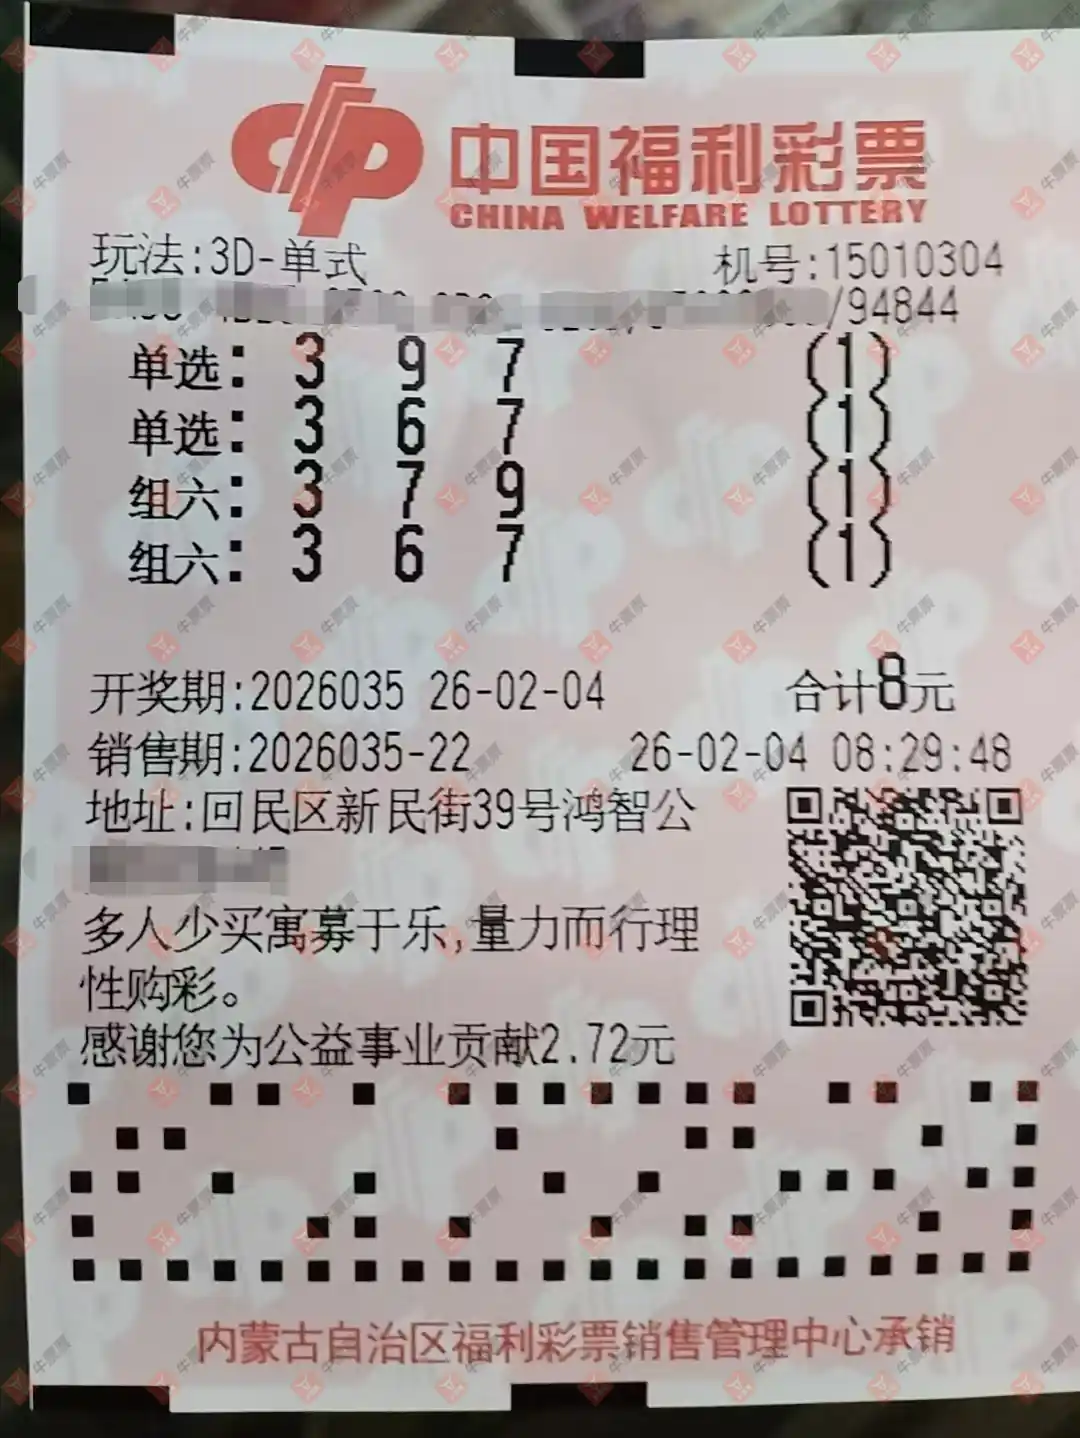 中国福利彩票
CHINA WELFARE LOTTERY
玩法:3D-单式 机号:15010304
/94844
单选: 3 9 7 (1)
单选: 3 6 7 (1)
组六: 3 7 9 (1)
组六: 3 6 7 (1)
开奖期:2026035 26-02-04 合计8元
销售期:2026035-22 26-02-04 08:29:48
地址:回民区新民街39号鸿智公
多人少买寓募于乐,量力而行理
性购彩。
感谢您为公益事业贡献2.72元
内蒙古自治区福利彩票销售管理中心承销
牛票票